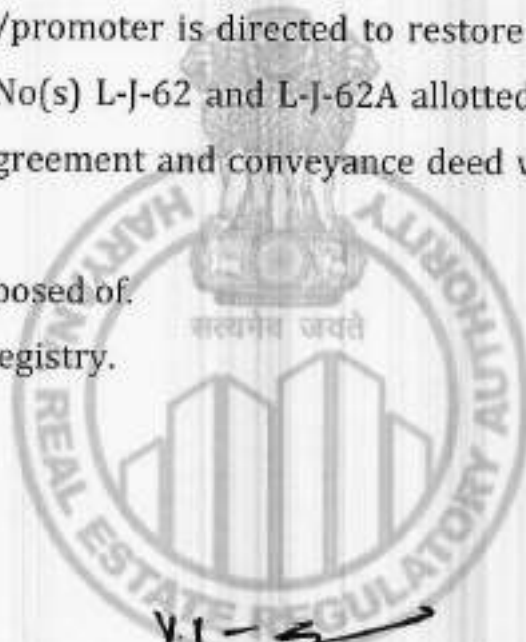 /promoter is directed to restore
No(s) L-J-62 and L-J-62A allotted
greement and conveyance deed v
posed of.
सत्यमेव जयते
egistry.
HARYANA REAL ESTATE REGULATORY AUTHORITY
V.I -